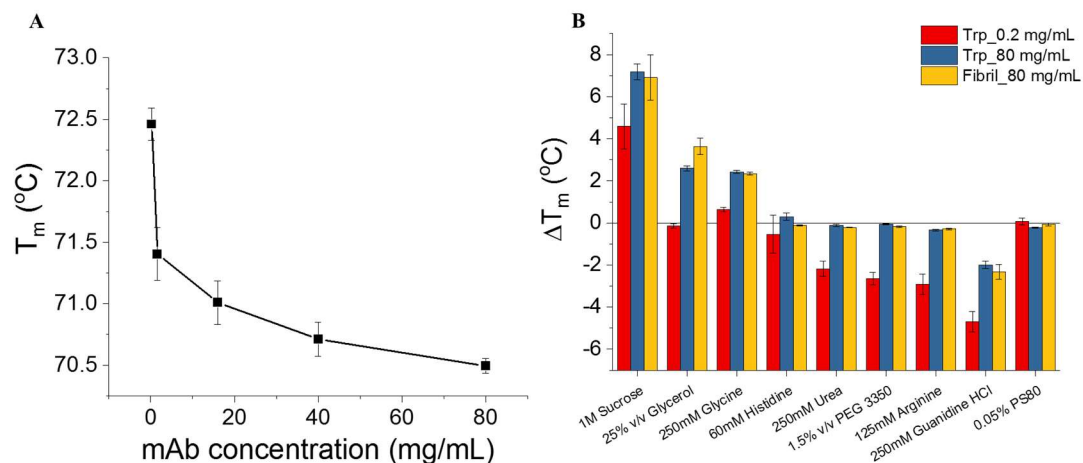 A
73.0
72.5
72.0
71.5
71.0
70.5
Tm (oC)
0
20
40
60
80
mAb concentration (mg/mL)
B
Trp_0.2 mg/mL
Trp_80 mg/mL
Fibril_80 mg/mL
8
6
4
2
0
-2
-4
-6
ΔTm (oC)
1M Sucrose
25% v/v Glycerol
250mM Glycine
60mM Histidine
250mM Urea
1.5% v/v PEG 3350
125mM Arginine
250mM Guanidine HCl
0.05% PS80